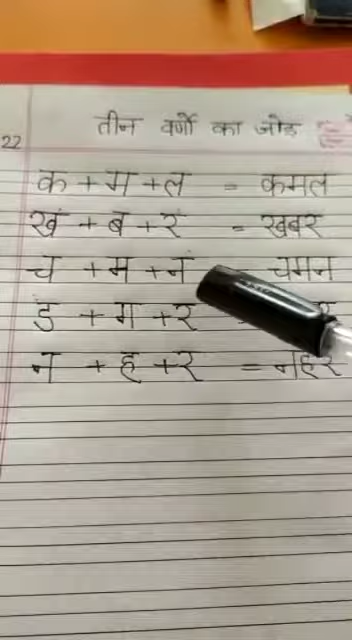 तीन वर्णो का जोड
22
क + म + ल = कमल
ख + ब + र = खबर
च + म + न चमन
ड + ग + र =
न + ह + र = नहर